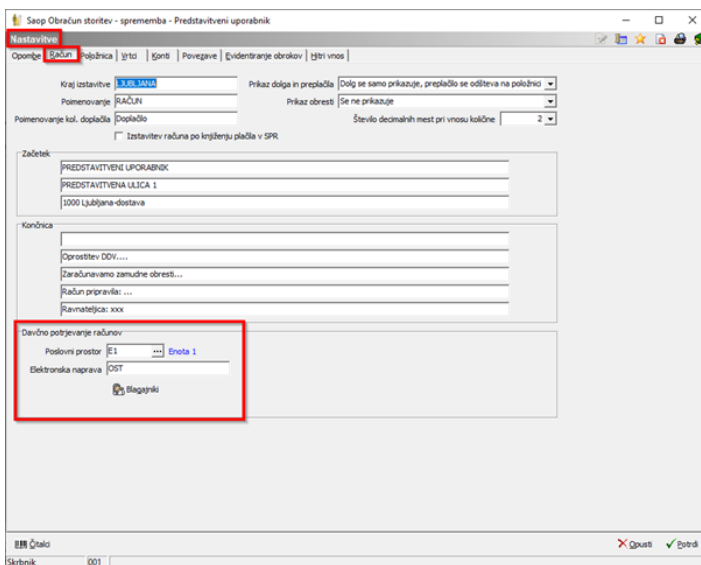 Saop Obračun storitev - sprememba - Predstavitveni uporabnik
Nastavitve
Opombe Račun Položnica Vrtci Konti Povezave Evidentiranje obrokov Hitri vnos
Kraj izstavitve LJUBLJANA Prikaz dolga in preplačila Dolg se samo prikazuje, preplačilo se odšteva na položnici
Poimenovanje RAČUN Prikaz obresti Se ne prikazuje
Poimenovanje kol. doplačila Doplačilo Število decimalnih mest pri vnosu količine 2
Izstavitev računa po knjiženju plačila v SPR
Začetek
PREDSTAVITVENI UPORABNIK
PREDSTAVITVENA ULICA 1
1000 Ljubljana-dostava
Končnica
Oprostitev DDV....
Zaračunavamo zamudne obresti...
Račun pripravila: ...
Ravnateljica: xxx
Davčno potrjevanje računov
Poslovni prostor E1 ... Enota 1
Elektronska naprava OST
Blagajniki
Čitalci Opusti Potrdi
Skrbnik 001